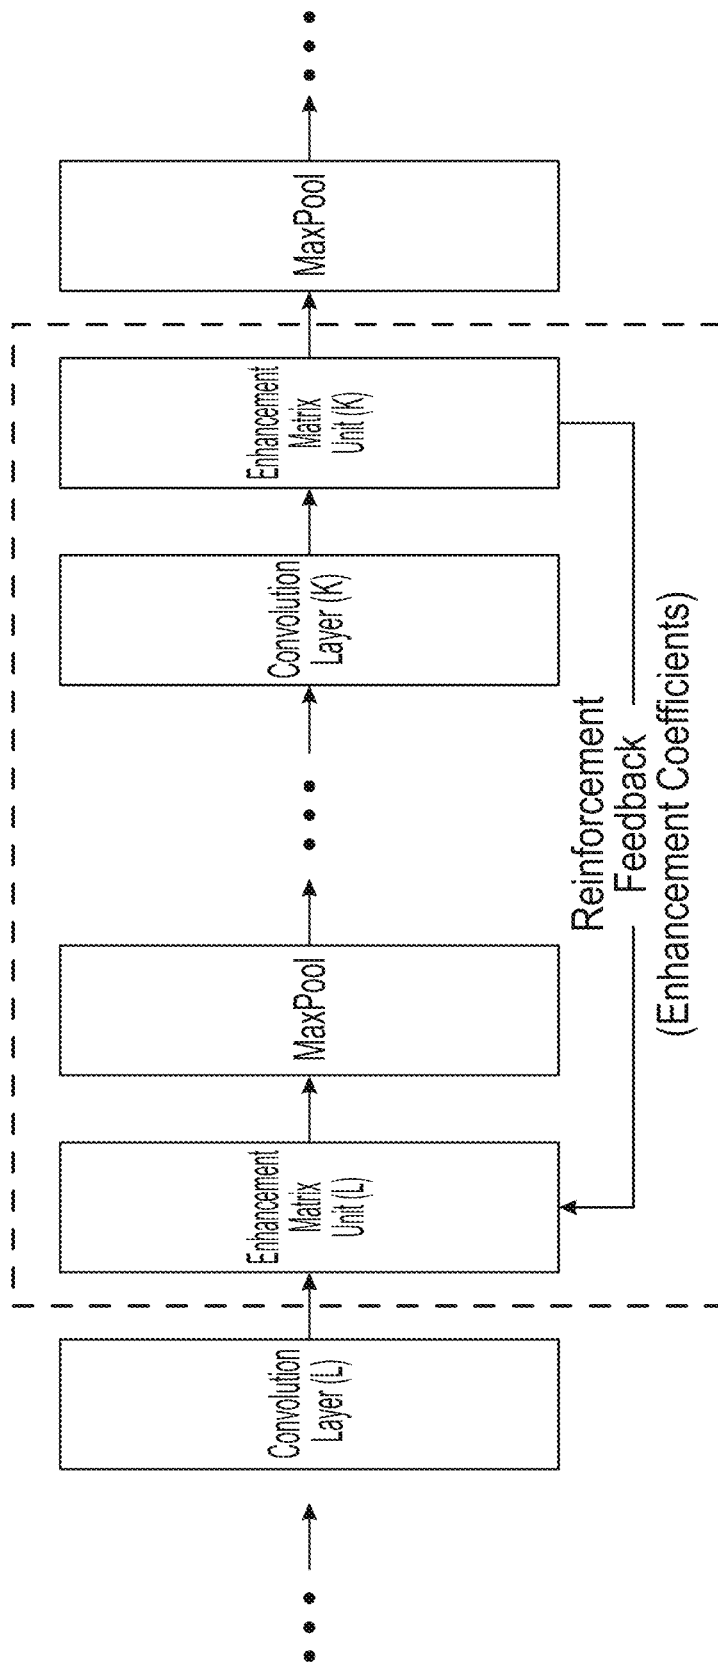 Convolution
Layer (L)
Enhancement
Matrix
Unit (L)
MaxPool
Convolution
Layer (K)
Enhancement
Matrix
Unit (K)
MaxPool
Reinforcement
Feedback
(Enhancement Coefficients)